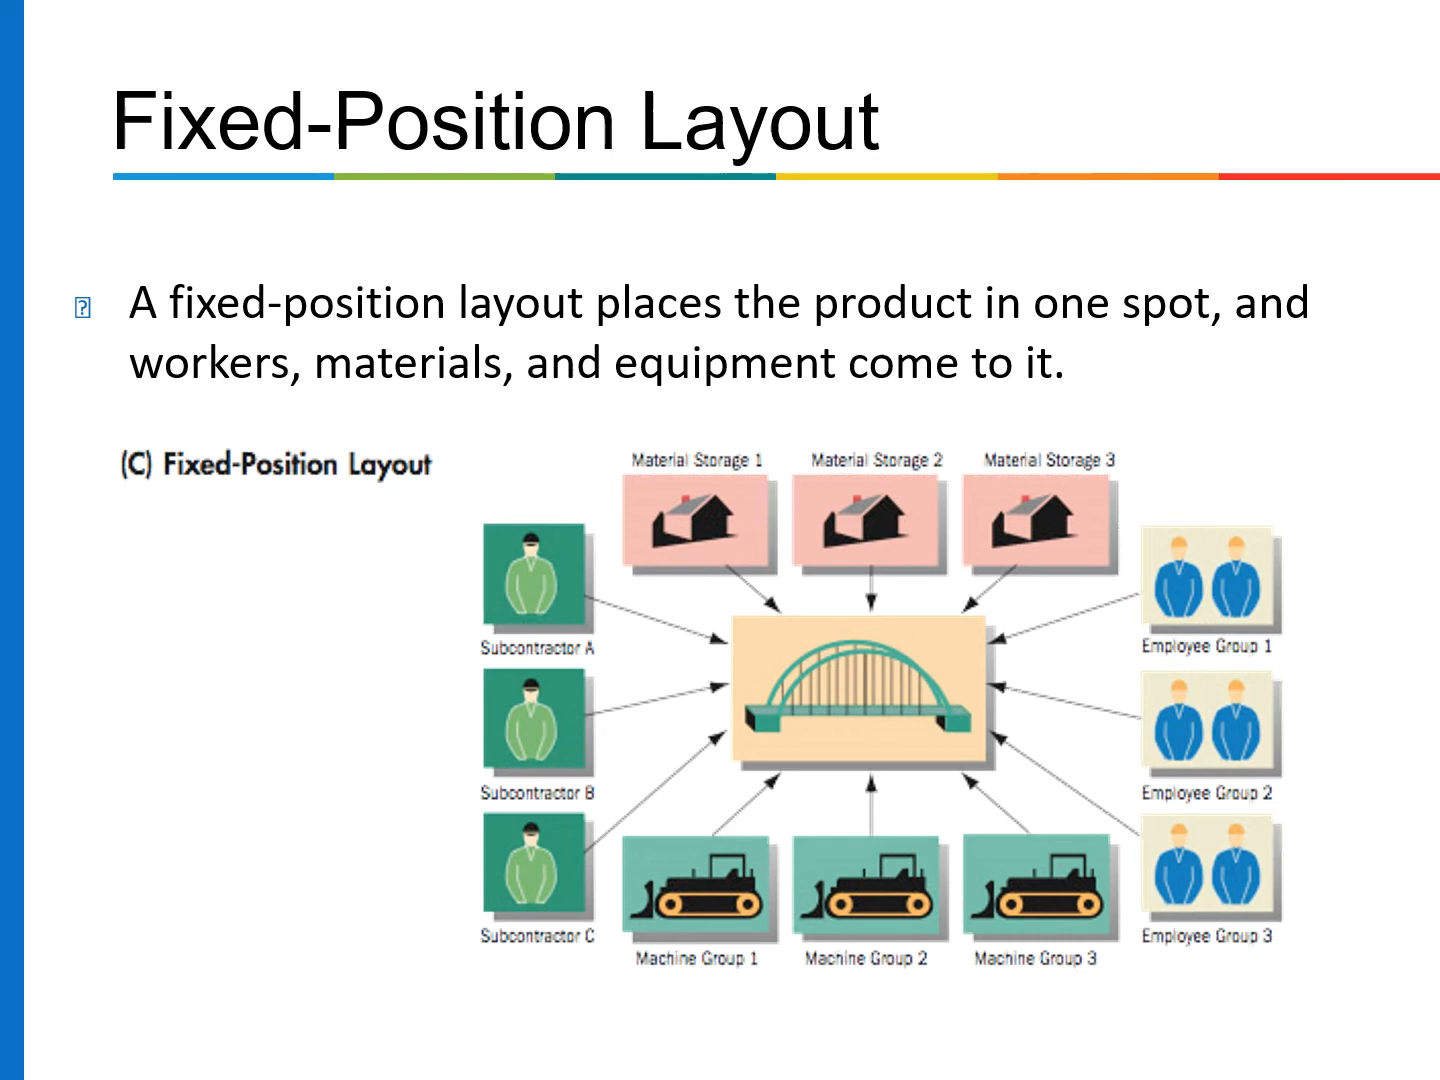 Fixed-Position Layout
A fixed-position layout places the product in one spot, and
workers, materials, and equipment come to it.
(C) Fixed-Position Layout
Material Storage 1
Material Storage 2
Material Storage 3
Subcontractor A
Employee Group 1
Subcontractor B
Employee Group 2
Subcontractor C
Employee Group 3
Machine Group 1
Machine Group 2
Machine Group 3